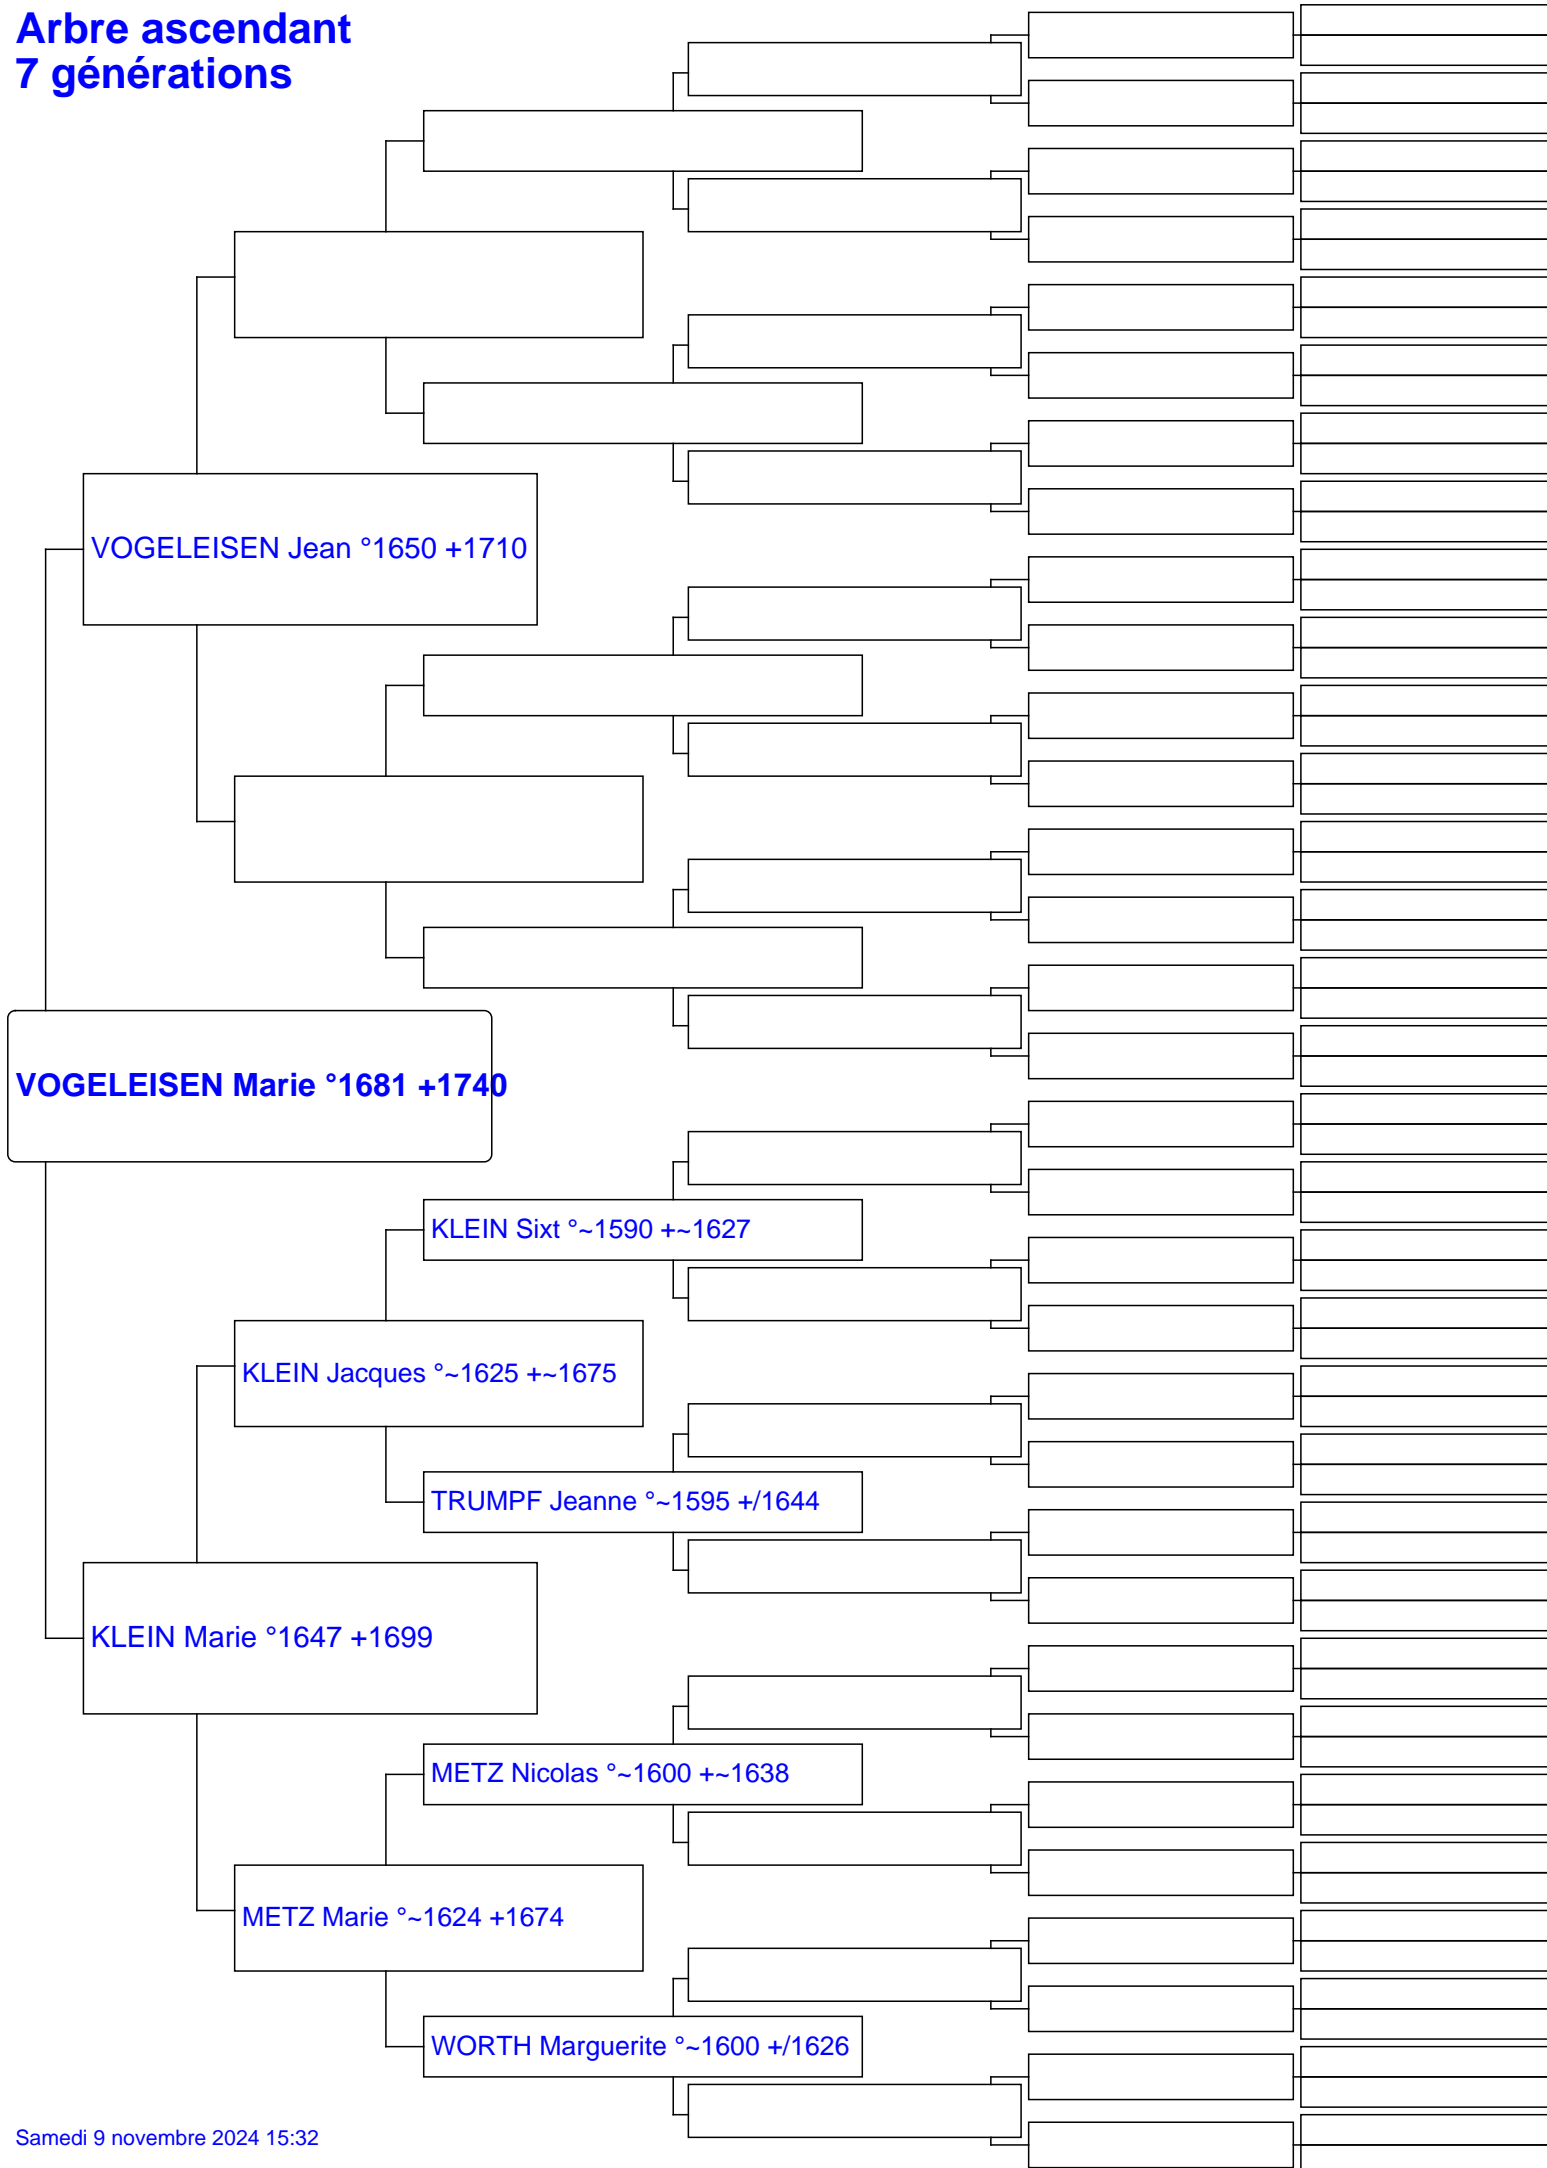 Arbre ascendant
7 générations
VOGELEISEN Jean °1650 +1710
VOGELEISEN Marie °1681 +1740
KLEIN Sixt °~1590 +~1627
KLEIN Jacques °~1625 +~1675
TRUMPF Jeanne °~1595 +/1644
KLEIN Marie °1647 +1699
METZ Nicolas °~1600 +~1638
METZ Marie °~1624 +1674
WORTH Marguerite °~1600 +/1626
Samedi 9 novembre 2024 15:32